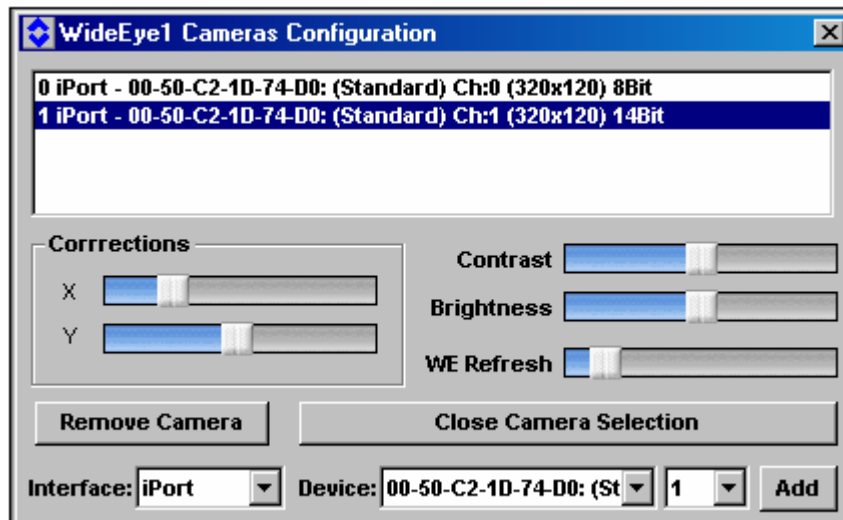 WideEye1 Cameras Configuration
0 iPort - 00-50-C2-1D-74-D0: (Standard) Ch:0 (320x120) 8Bit
1 iPort - 00-50-C2-1D-74-D0: (Standard) Ch:1 (320x120) 14Bit
Corrrections
X
Y
Contrast
Brightness
WE Refresh
Remove Camera Close Camera Selection
Interface: iPort Device: 00-50-C2-1D-74-D0: (St 1 Add